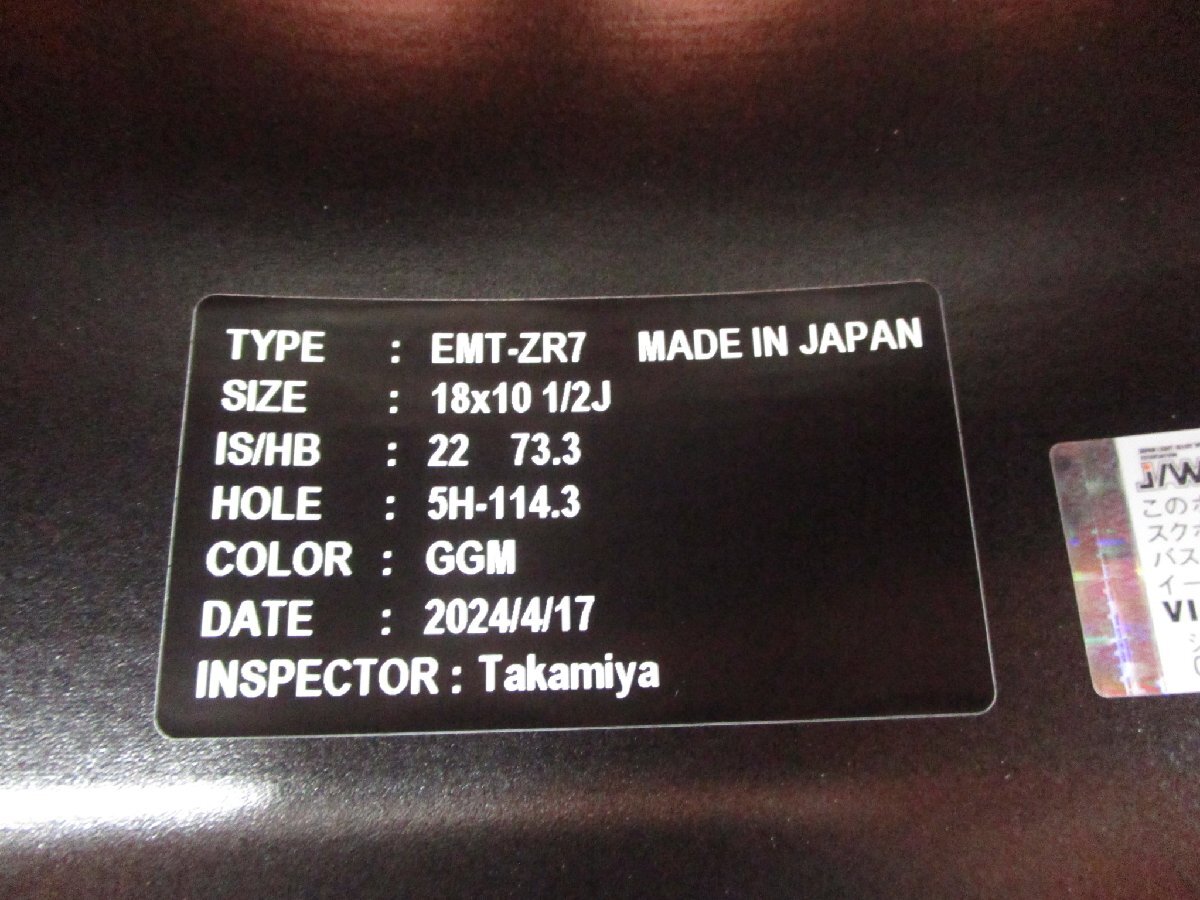 TYPE : EMT-ZR7 MADE IN JAPAN
SIZE : 18x10 1/2J
IS/HB : 22 73.3
HOLE : 5H-114.3
COLOR : GGM
DATE : 2024/4/17
INSPECTOR : Takamiya
この
スク
バス
イー
VI